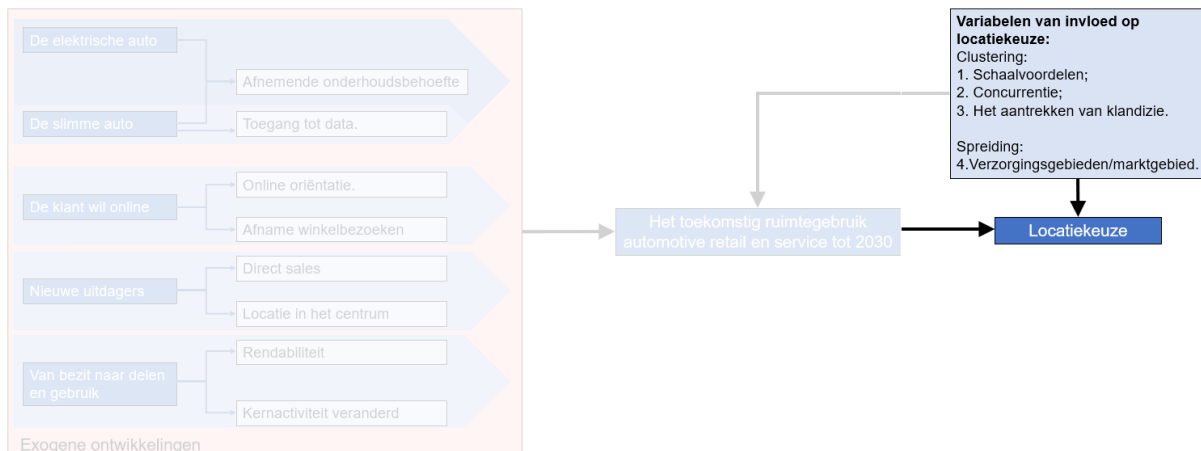 De elektrische auto
Afnemende onderhoudsbehoefte
De slimme auto
Toegang tot data.
De klant wil online
Online oriëntatie.
Afname winkelbezoeken
Nieuwe uitdagers
Direct sales
Locatie in het centrum
Van bezit naar delen
en gebruik
Rendabiliteit
Kernactiviteit veranderd
Exogene ontwikkelingen
Het toekomstig ruimtegebruik
automotive retail en service tot 2030
Variabelen van invloed op
locatiekeuze:
Clustering:
1. Schaalvoordelen;
2. Concurrentie;
3. Het aantrekken van klandizie.
Spreiding:
4.Verzorgingsgebieden/marktgebied.
Locatiekeuze